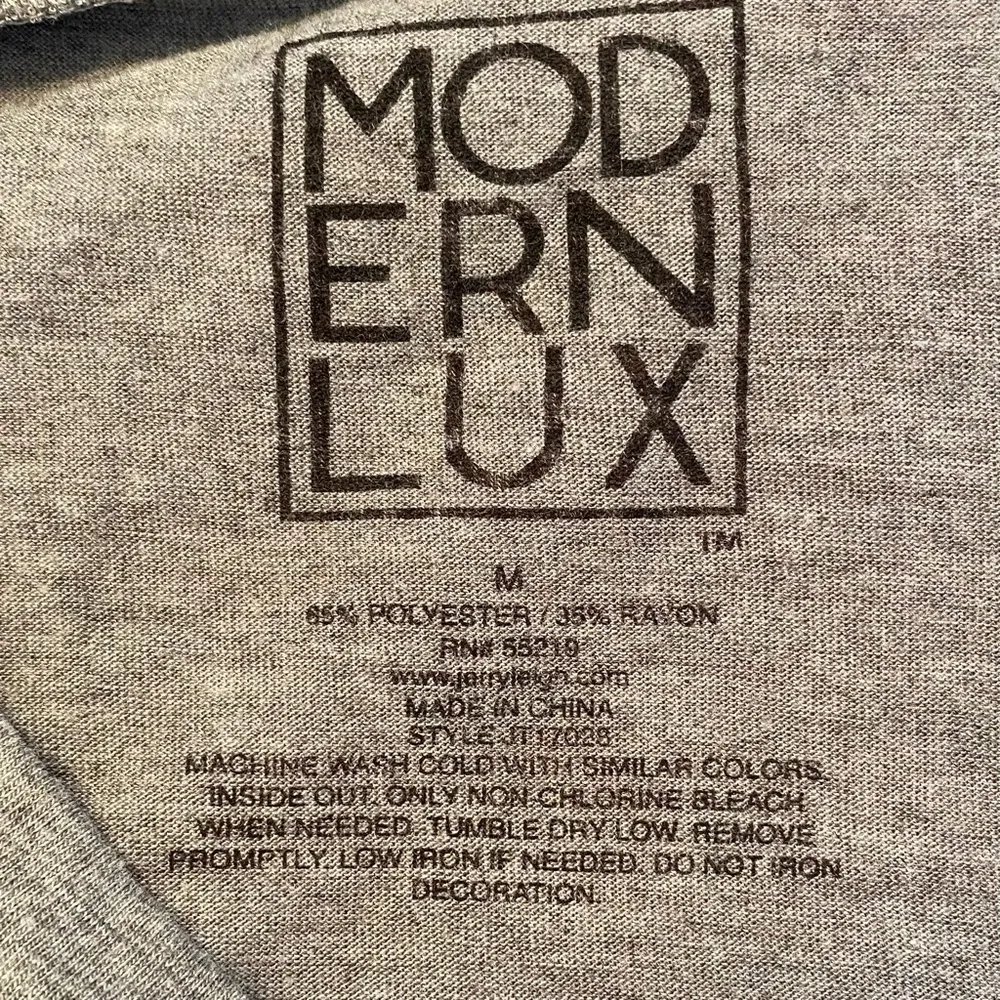 MOD
ERN
LUX
TM
M
65% POLYESTER / 35% RAYON
RN# 55219
www.jerryleigh.com
MADE IN CHINA
STYLE JT17028
MACHINE WASH COLD WITH SIMILAR COLORS.
INSIDE OUT. ONLY NON-CHLORINE BLEACH
WHEN NEEDED. TUMBLE DRY LOW. REMOVE
PROMPTLY. LOW IRON IF NEEDED. DO NOT IRON
DECORATION.